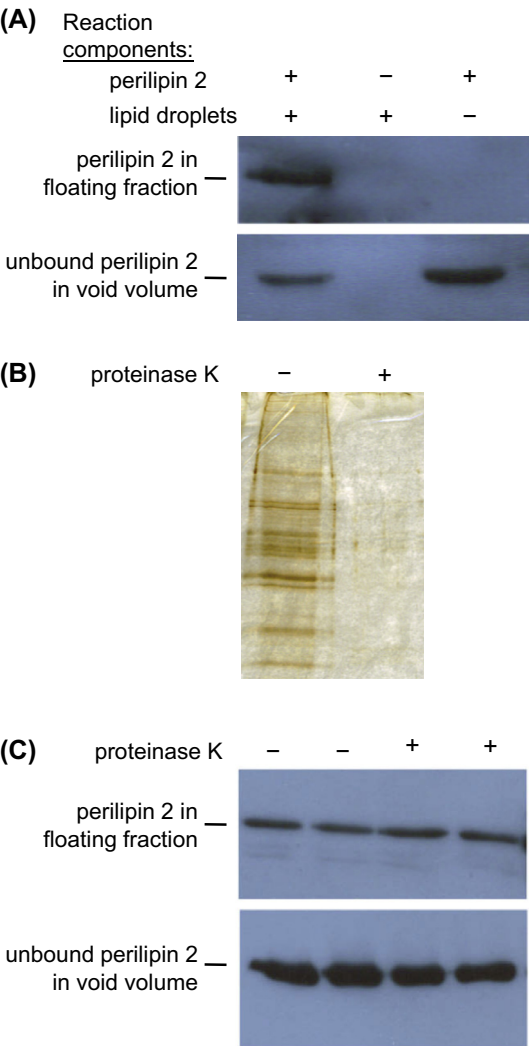 (A) Reaction
components:
perilipin 2 + − +
lipid droplets + + −
perilipin 2 in
floating fraction
unbound perilipin 2
in void volume
(B) proteinase K − +
(C) proteinase K − − + +
perilipin 2 in
floating fraction
unbound perilipin 2
in void volume